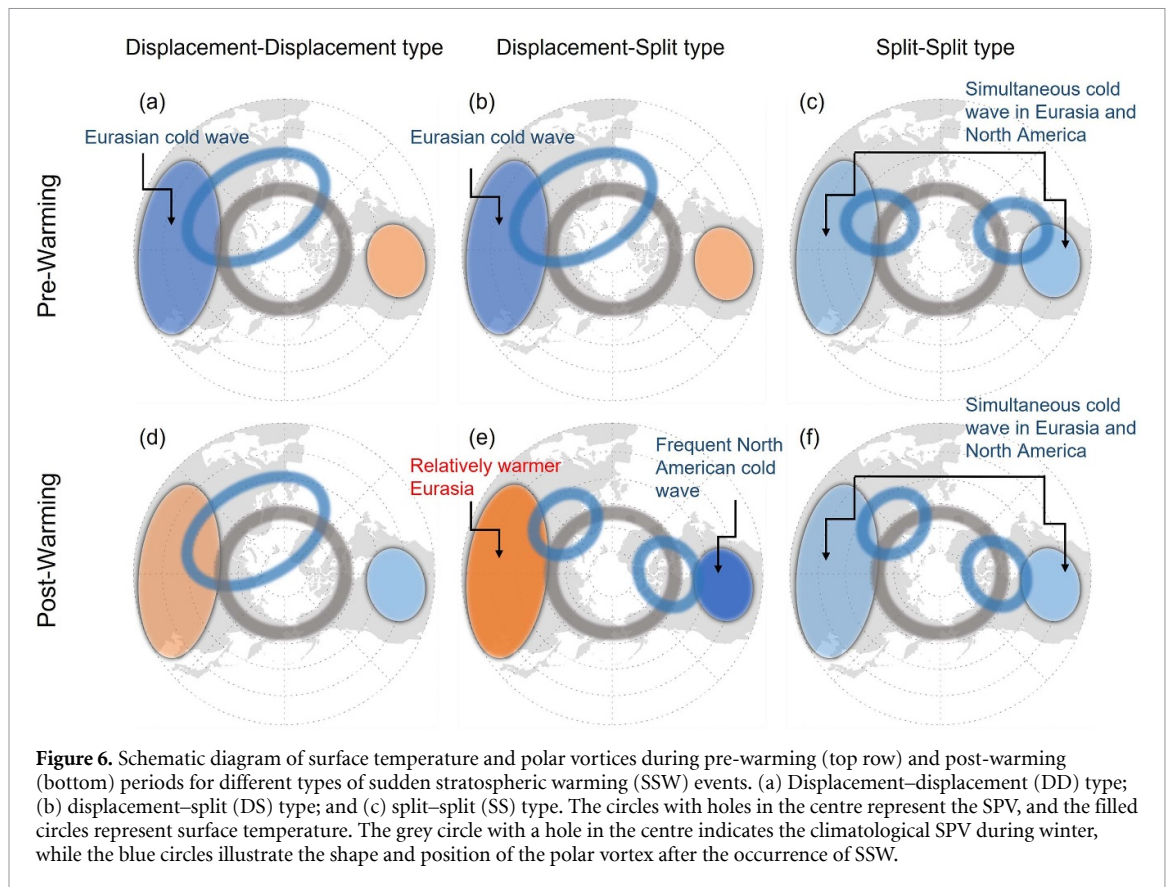 Displacement-Displacement type
Displacement-Split type
Split-Split type
Pre-Warming
(a)
Eurasian cold wave
(b)
Eurasian cold wave
(c)
Simultaneous cold
wave in Eurasia and
North America
Post-Warming
(d)
(e)
Relatively warmer
Eurasia
Frequent North
American cold
wave
(f)
Simultaneous cold
wave in Eurasia and
North America
Figure 6. Schematic diagram of surface temperature and polar vortices during pre-warming (top row) and post-warming
(bottom) periods for different types of sudden stratospheric warming (SSW) events. (a) Displacement–displacement (DD) type;
(b) displacement–split (DS) type; and (c) split–split (SS) type. The circles with holes in the centre represent the SPV, and the filled
circles represent surface temperature. The grey circle with a hole in the centre indicates the climatological SPV during winter,
while the blue circles illustrate the shape and position of the polar vortex after the occurrence of SSW.